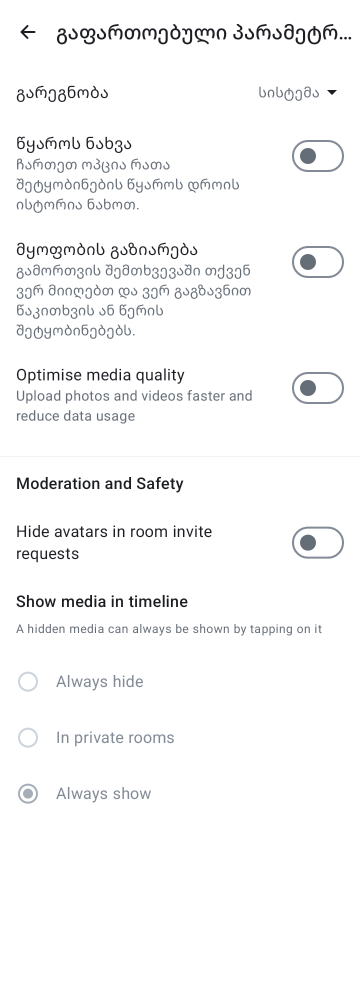 გაფართოებული პარამეტრ...
გარეგნობა
სისტემა
წყაროს ნახვა
ჩართეთ ოპცია რათა
შეტყობინების წყაროს დროის
ისტორია ნახოთ.
მყოფობის გაზიარება
გამორთვის შემთხვევაში თქვენ
ვერ მიიღებთ და ვერ გაგზავნით
წაკითხვის ან წერის
შეტყობინებებს.
Optimise media quality
Upload photos and videos faster and
reduce data usage
Moderation and Safety
Hide avatars in room invite
requests
Show media in timeline
A hidden media can always be shown by tapping on it
Always hide
In private rooms
Always show